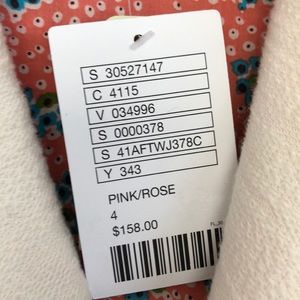 S 30527147
C 4115
V 034996
S 0000378
S 41AFTWJ378C
Y 343
PINK/ROSE
4
$158.00